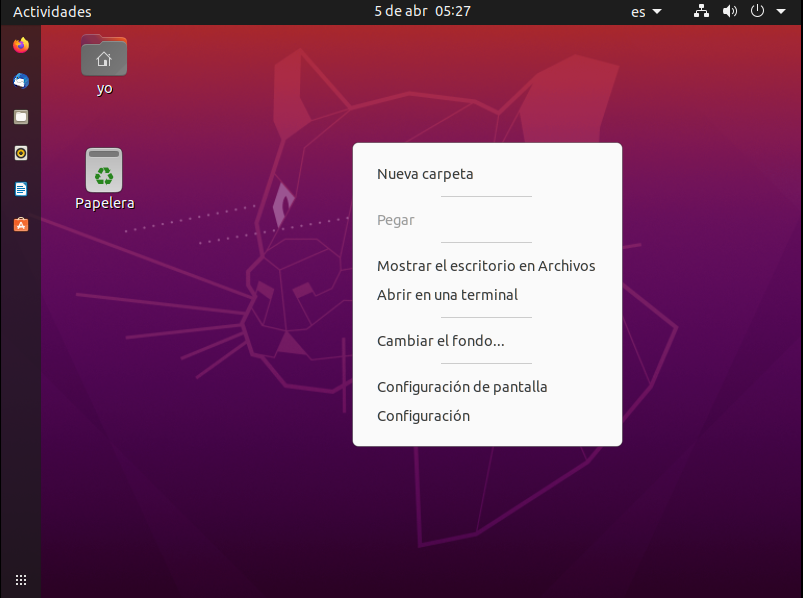 Actividades
5 de abr 05:27
es
yo
Papelera
Nueva carpeta
Pegar
Mostrar el escritorio en Archivos
Abrir en una terminal
Cambiar el fondo...
Configuración de pantalla
Configuración